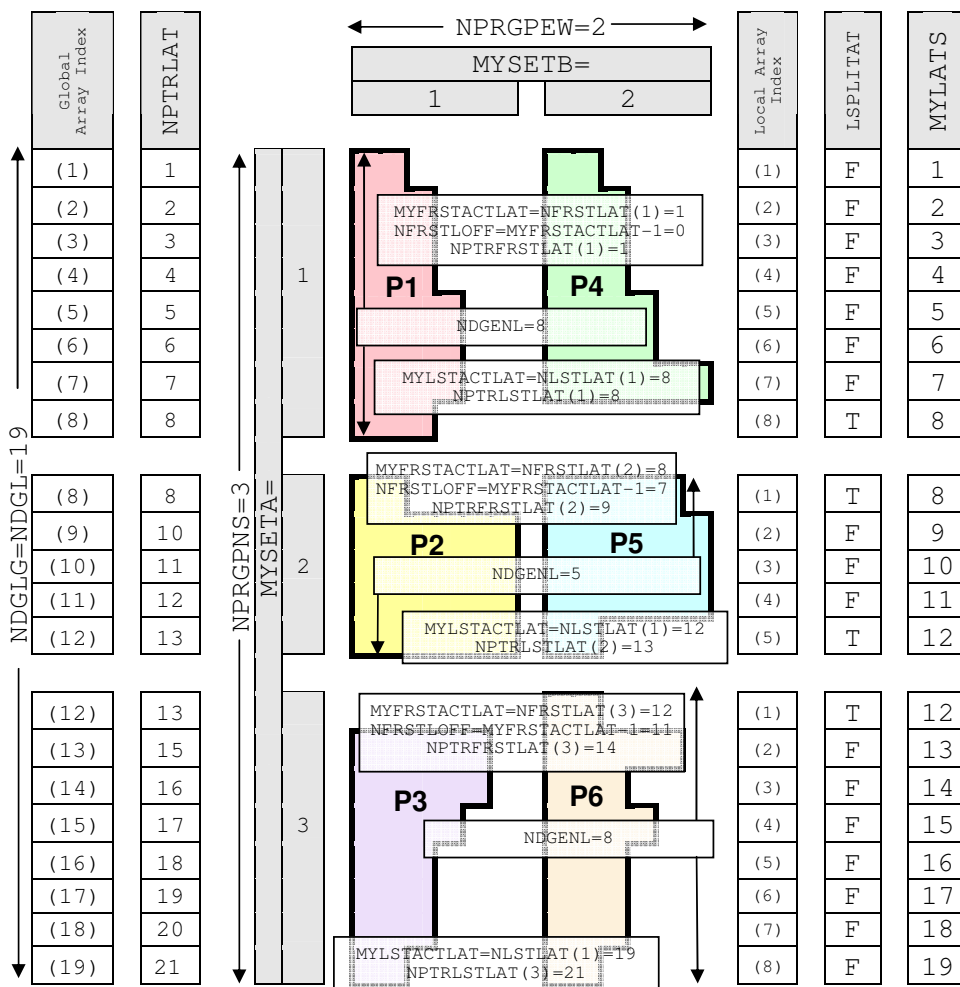 NPRGPEW=2
MYSETB=
1 2
Global Array Index
NPTRLAT
Local Array Index
LSPLITAT
MYLATS
NDGLG=NDGL=19
NPRGPNS=3
MYSETA=
1
2
3
(1) 1 (1) F 1
(2) 2 (2) F 2
(3) 3 (3) F 3
(4) 4 (4) F 4
(5) 5 (5) F 5
(6) 6 (6) F 6
(7) 7 (7) F 7
(8) 8 (8) T 8
MYFRSTACTLAT=NFRSTLAT(1)=1
NFRSTLOFF=MYFRSTACTLAT-1=0
NPTRFRSTLAT(1)=1
P1 P4
NDGENL=8
MYLSTACTLAT=NLSTLAT(1)=8
NPTRLSTLAT(1)=8
(8) 8 (1) T 8
(9) 10 (2) F 9
(10) 11 (3) F 10
(11) 12 (4) F 11
(12) 13 (5) T 12
MYFRSTACTLAT=NFRSTLAT(2)=8
NFRSTLOFF=MYFRSTACTLAT-1=7
NPTRFRSTLAT(2)=9
P2 P5
NDGENL=5
MYLSTACTLAT=NLSTLAT(1)=12
NPTRLSTLAT(2)=13
(12) 13 (1) T 12
(13) 15 (2) F 13
(14) 16 (3) F 14
(15) 17 (4) F 15
(16) 18 (5) F 16
(17) 19 (6) F 17
(18) 20 (7) F 18
(19) 21 (8) F 19
MYFRSTACTLAT=NFRSTLAT(3)=12
NFRSTLOFF=MYFRSTACTLAT-1=11
NPTRFRSTLAT(3)=14
P3 P6
NDGENL=8
MYLSTACTLAT=NLSTLAT(1)=19
NPTRLSTLAT(3)=21